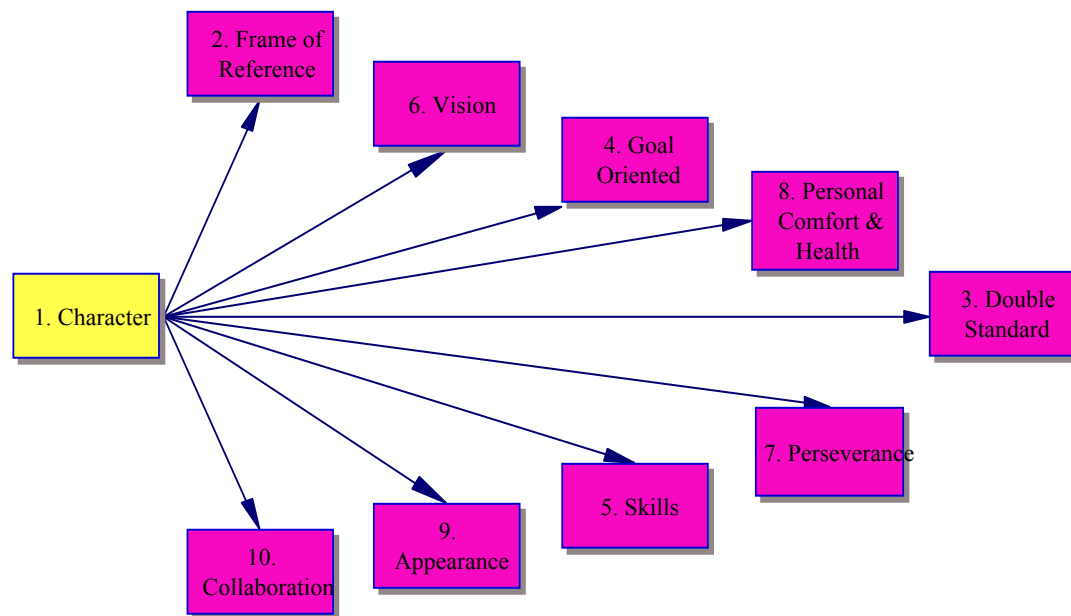 2. Frame of
Reference
6. Vision
4. Goal
Oriented
8. Personal
Comfort &
Health
1. Character
3. Double
Standard
7. Perseverance
5. Skills
9.
Appearance
10.
Collaboration